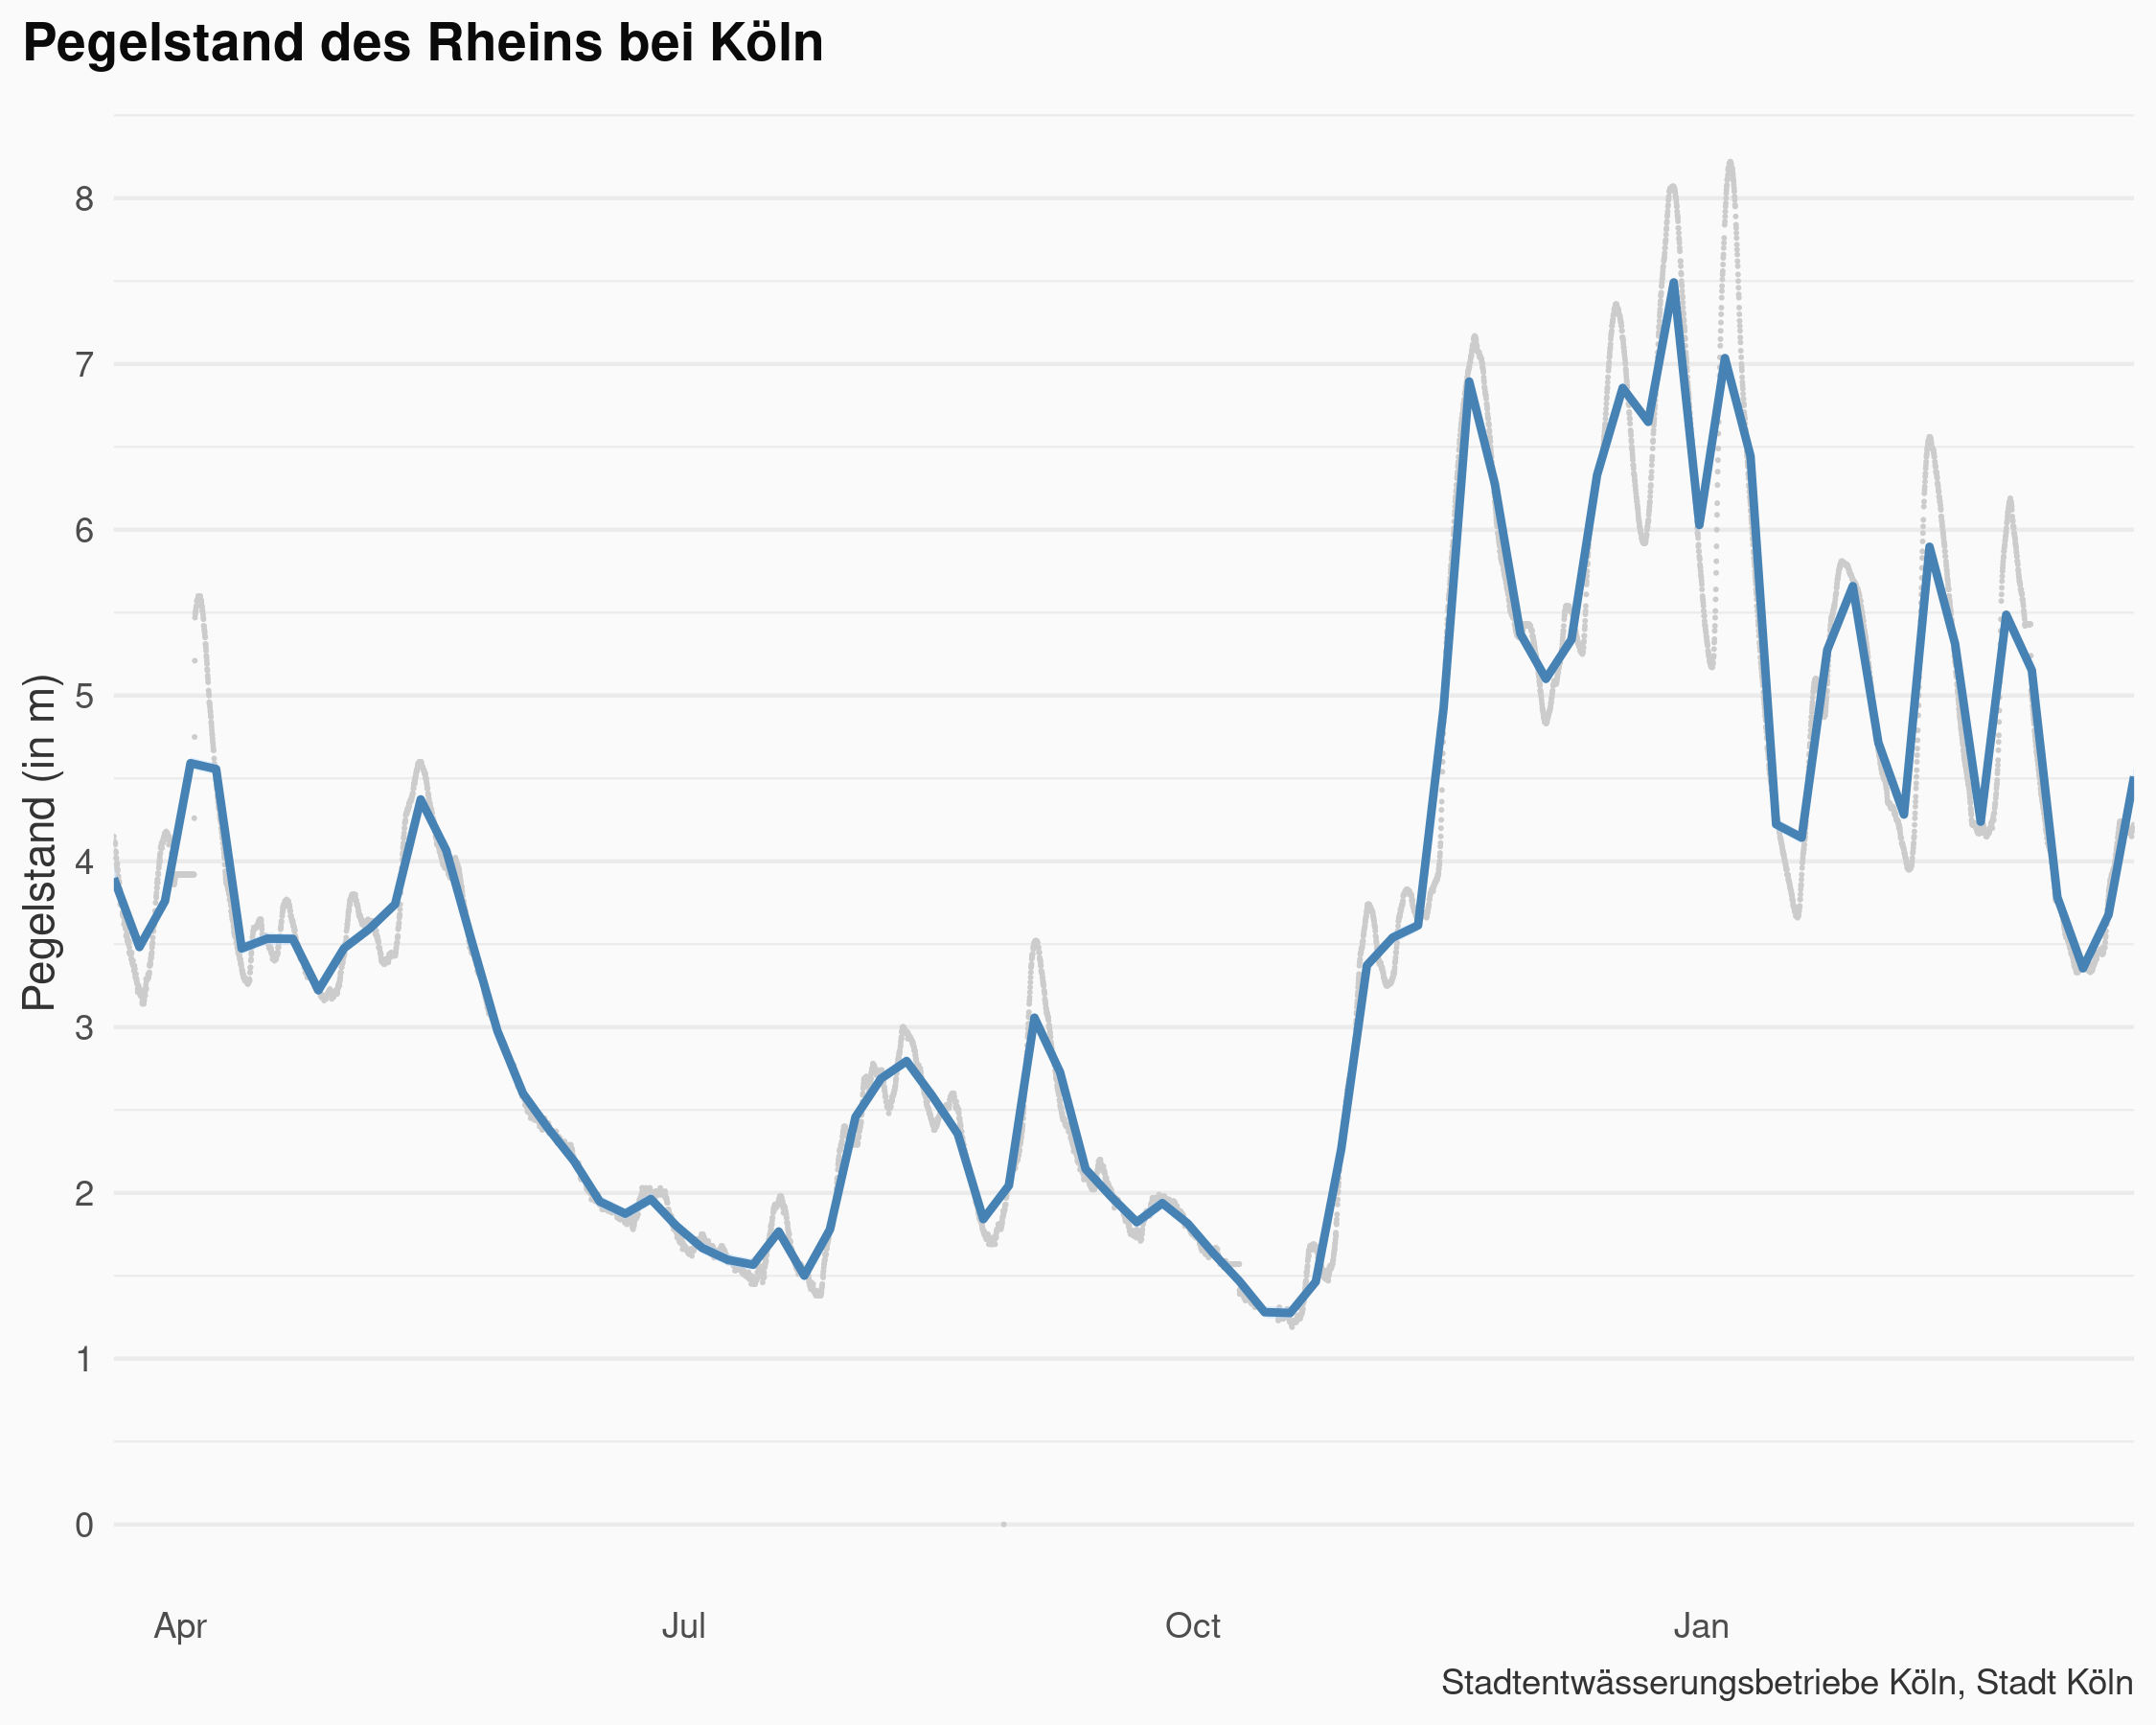 Pegelstand des Rheins bei Köln
Pegelstand (in m)
8
7
6
5
4
3
2
1
0
Apr Jul Oct Jan
Stadtentwässerungsbetriebe Köln, Stadt Köln